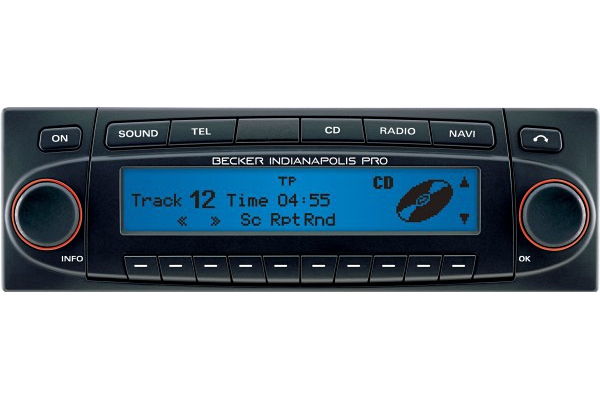 ON SOUND TEL CD RADIO NAVI
BECKER INDIANAPOLIS PRO
TP CD
Track 12 Time 04:55
« » Sc Rpt Rnd
INFO OK